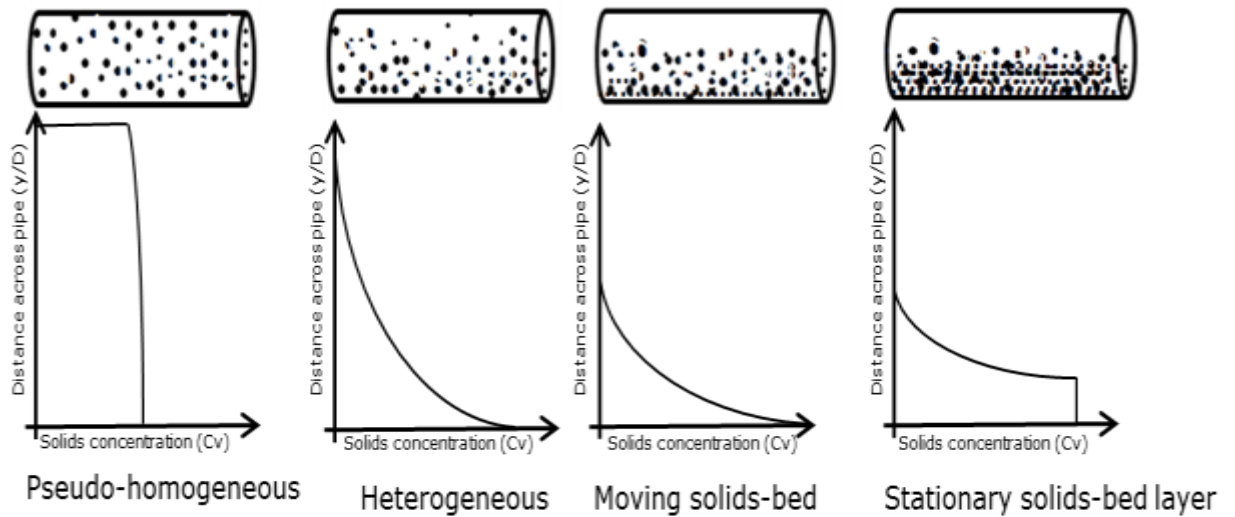 Distance across pipe (y/D)
Solids concentration (Cv)
Pseudo-homogeneous
Distance across pipe (y/D)
Solids concentration (Cv)
Heterogeneous
Distance across pipe (y/D)
Solids concentration (Cv)
Moving solids-bed
Distance across pipe (y/D)
Solids concentration (Cv)
Stationary solids-bed layer